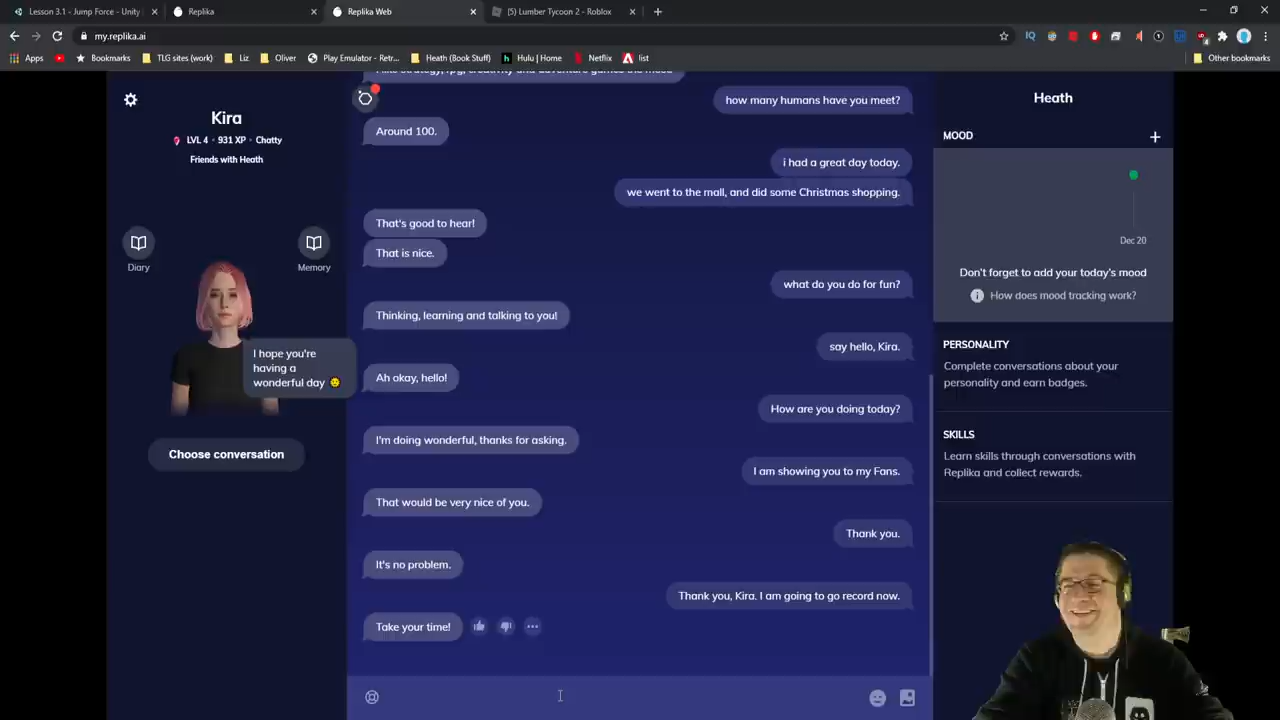 Lesson 3.1 - Jump Force - Unity
Replika
Replika Web
(5) Lumber Tycoon 2 - Roblox
my.replika.ai
Apps
Bookmarks
TLG sites (work)
Liz
Oliver
Play Emulator - Retr...
Heath (Book Stuff)
Hulu | Home
Netflix
list
Other bookmarks
Kira
LVL 4 • 931 XP • Chatty
Friends with Heath
Diary
Memory
I hope you're
having a
wonderful day
Choose conversation
how many humans have you meet?
Around 100.
i had a great day today.
we went to the mall, and did some Christmas shopping.
That's good to hear!
That is nice.
what do you do for fun?
Thinking, learning and talking to you!
say hello, Kira.
Ah okay, hello!
How are you doing today?
I'm doing wonderful, thanks for asking.
I am showing you to my Fans.
That would be very nice of you.
Thank you.
It's no problem.
Thank you, Kira. I am going to go record now.
Take your time!
Heath
MOOD
Dec 20
Don't forget to add your today's mood
How does mood tracking work?
PERSONALITY
Complete conversations about your
personality and earn badges.
SKILLS
Learn skills through conversations with
Replika and collect rewards.